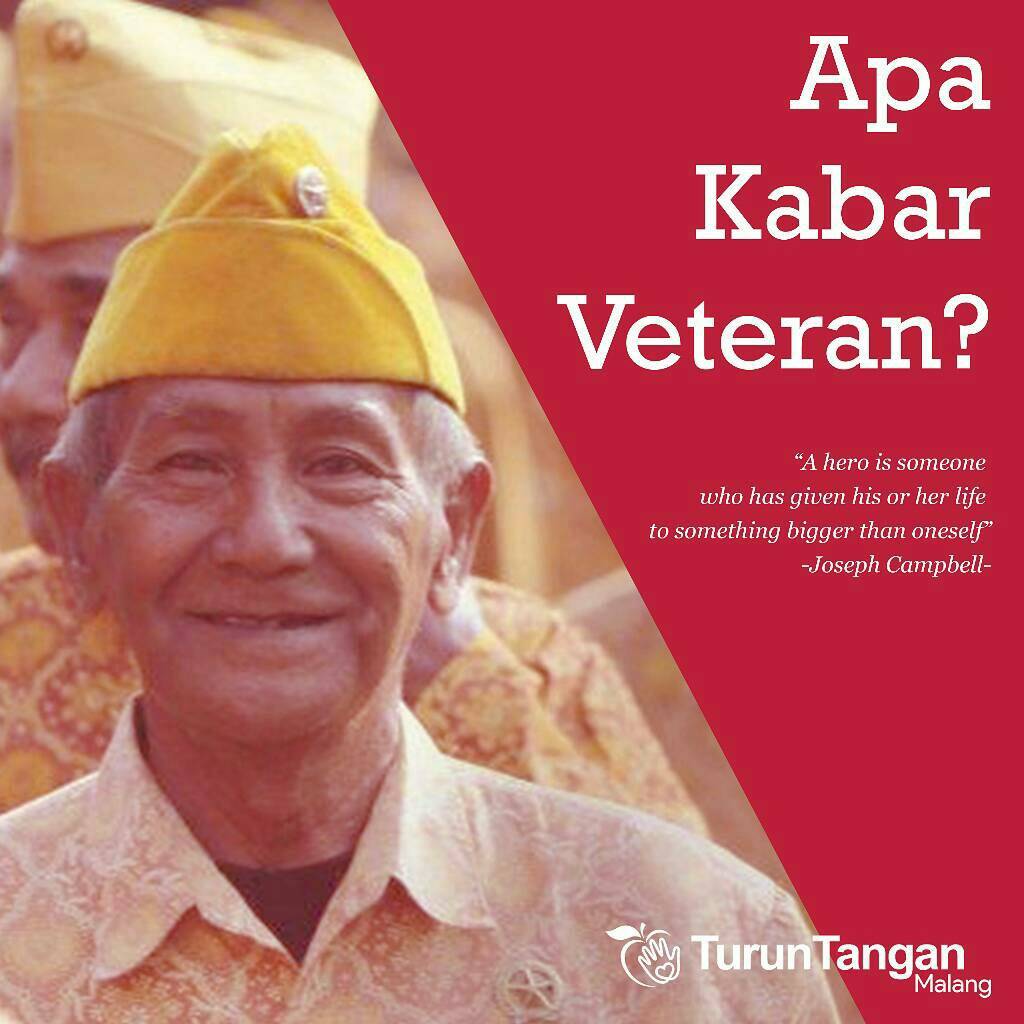 Apa
Kabar
Veteran?
“A hero is someone
who has given his or her life
to something bigger than oneself”
-Joseph Campbell-
TurunTangan
Malang